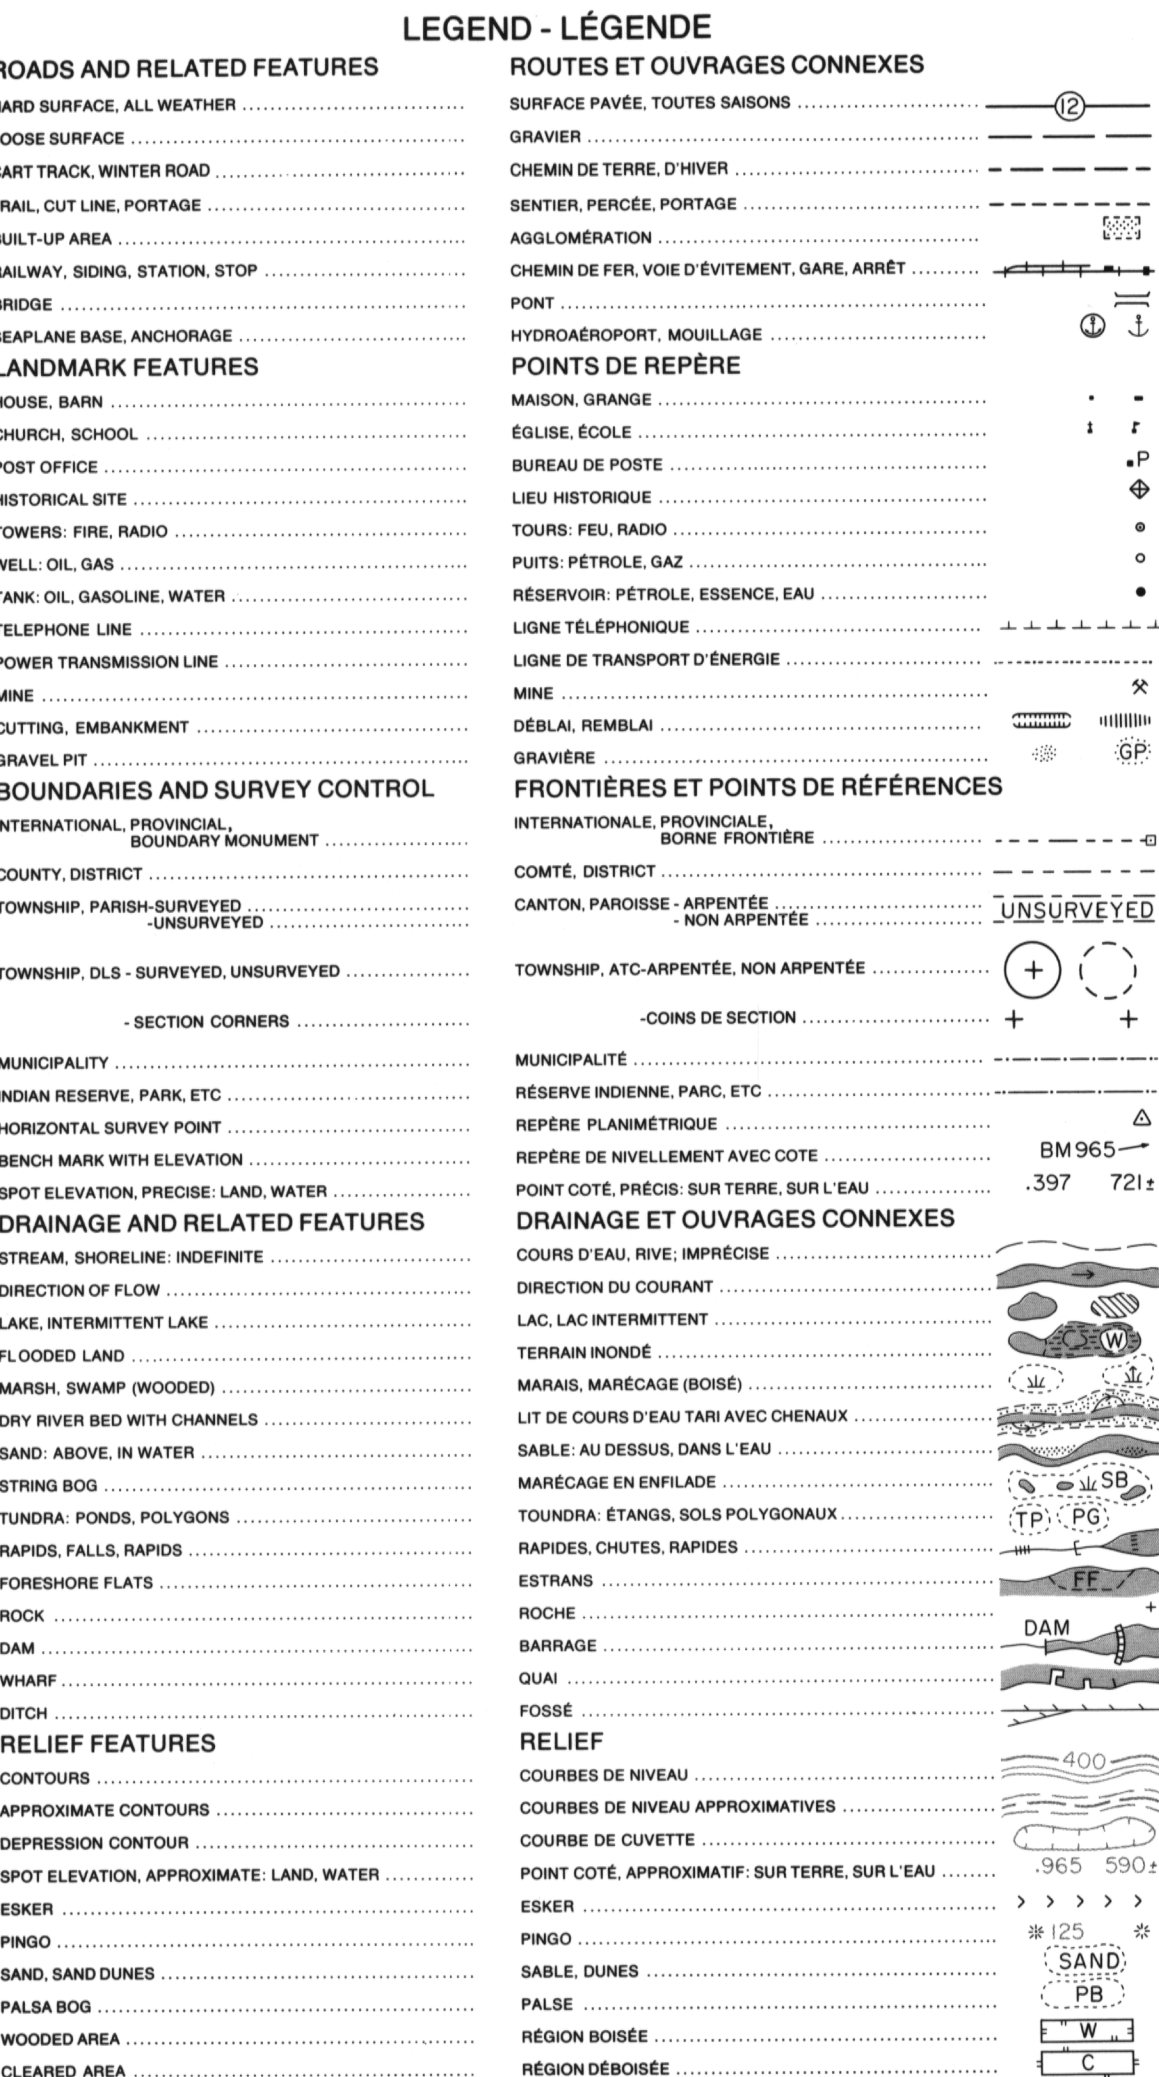 LEGEND - LÉGENDE
ROADS AND RELATED FEATURES ROUTES ET OUVRAGES CONNEXES
HARD SURFACE, ALL WEATHER SURFACE PAVÉE, TOUTES SAISONS 12
OOSE SURFACE GRAVIER
CART TRACK, WINTER ROAD CHEMIN DE TERRE, D'HIVER
RAIL, CUT LINE, PORTAGE SENTIER, PERCÉE, PORTAGE
BUILT-UP AREA AGGLOMÉRATION
RAILWAY, SIDING, STATION, STOP CHEMIN DE FER, VOIE D'ÉVITEMENT, GARE, ARRÊT
BRIDGE PONT
SEAPLANE BASE, ANCHORAGE HYDROAÉROPORT, MOUILLAGE
LANDMARK FEATURES POINTS DE REPÈRE
HOUSE, BARN MAISON, GRANGE
CHURCH, SCHOOL ÉGLISE, ÉCOLE
POST OFFICE BUREAU DE POSTE P
HISTORICAL SITE LIEU HISTORIQUE
TOWERS: FIRE, RADIO TOURS: FEU, RADIO
WELL: OIL, GAS PUITS: PÉTROLE, GAZ
TANK: OIL, GASOLINE, WATER RÉSERVOIR: PÉTROLE, ESSENCE, EAU
TELEPHONE LINE LIGNE TÉLÉPHONIQUE
POWER TRANSMISSION LINE LIGNE DE TRANSPORT D'ÉNERGIE
MINE MINE
CUTTING, EMBANKMENT DÉBLAI, REMBLAI
GRAVEL PIT GRAVIÈRE GP
BOUNDARIES AND SURVEY CONTROL FRONTIÈRES ET POINTS DE RÉFÉRENCES
INTERNATIONAL, PROVINCIAL, INTERNATIONALE, PROVINCIALE,
BOUNDARY MONUMENT BORNE FRONTIÈRE
COUNTY, DISTRICT COMTÉ, DISTRICT
TOWNSHIP, PARISH-SURVEYED CANTON, PAROISSE - ARPENTÉE UNSURVEYED
-UNSURVEYED - NON ARPENTÉE
TOWNSHIP, DLS - SURVEYED, UNSURVEYED TOWNSHIP, ATC-ARPENTÉE, NON ARPENTÉE
- SECTION CORNERS -COINS DE SECTION
MUNICIPALITY MUNICIPALITÉ
INDIAN RESERVE, PARK, ETC RÉSERVE INDIENNE, PARC, ETC
HORIZONTAL SURVEY POINT REPÈRE PLANIMÉTRIQUE
BENCH MARK WITH ELEVATION REPÈRE DE NIVELLEMENT AVEC COTE BM 965
SPOT ELEVATION, PRECISE: LAND, WATER POINT COTÉ, PRÉCIS: SUR TERRE, SUR L'EAU .397 721±
DRAINAGE AND RELATED FEATURES DRAINAGE ET OUVRAGES CONNEXES
STREAM, SHORELINE: INDEFINITE COURS D'EAU, RIVE; IMPRÉCISE
DIRECTION OF FLOW DIRECTION DU COURANT
LAKE, INTERMITTENT LAKE LAC, LAC INTERMITTENT
FLOODED LAND TERRAIN INONDÉ W
MARSH, SWAMP (WOODED) MARAIS, MARÉCAGE (BOISÉ)
DRY RIVER BED WITH CHANNELS LIT DE COURS D'EAU TARI AVEC CHENAUX
SAND: ABOVE, IN WATER SABLE: AU DESSUS, DANS L'EAU
STRING BOG MARÉCAGE EN ENFILADE SB
TUNDRA: PONDS, POLYGONS TOUNDRA: ÉTANGS, SOLS POLYGONAUX TP PG
RAPIDS, FALLS, RAPIDS RAPIDES, CHUTES, RAPIDES
FORESHORE FLATS ESTRANS FF
ROCK ROCHE
DAM BARRAGE DAM
WHARF QUAI
DITCH FOSSÉ
RELIEF FEATURES RELIEF
CONTOURS COURBES DE NIVEAU 400
APPROXIMATE CONTOURS COURBES DE NIVEAU APPROXIMATIVES
DEPRESSION CONTOUR COURBE DE CUVETTE
SPOT ELEVATION, APPROXIMATE: LAND, WATER POINT COTÉ, APPROXIMATIF: SUR TERRE, SUR L'EAU .965 590±
ESKER ESKER
PINGO PINGO 125
SAND, SAND DUNES SABLE, DUNES SAND
PALSA BOG PALSE PB
WOODED AREA RÉGION BOISÉE W
CLEARED AREA RÉGION DÉBOISÉE C